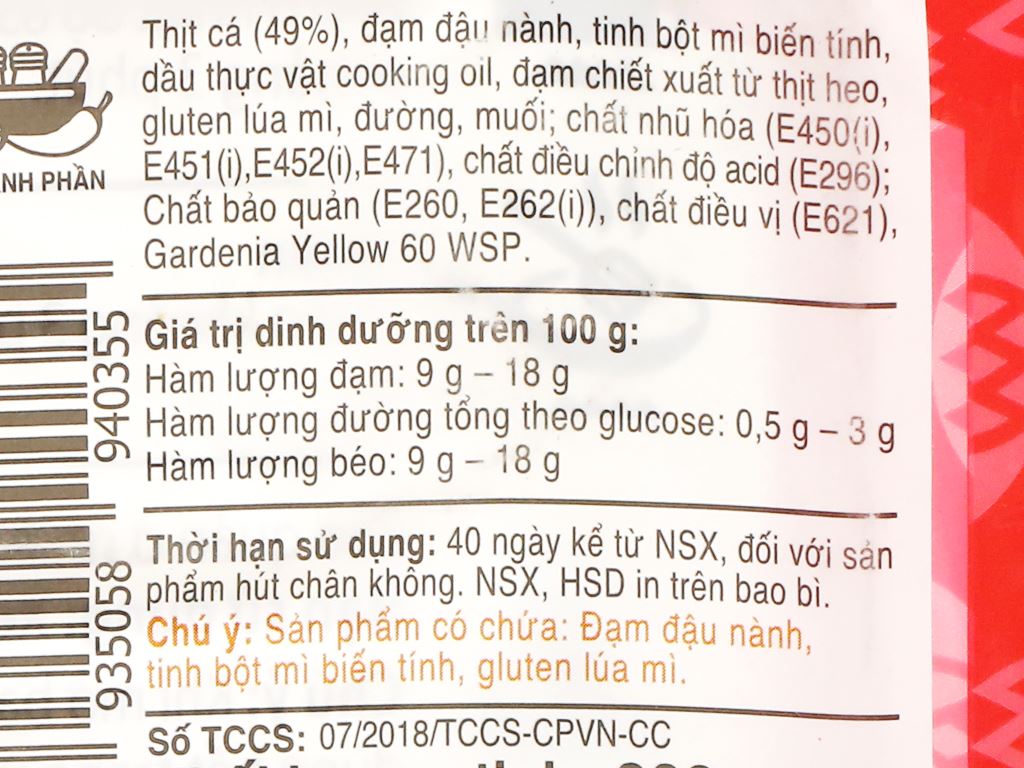 Thịt cá (49%), đạm đậu nành, tinh bột mì biến tính,
dầu thực vật cooking oil, đạm chiết xuất từ thịt heo,
gluten lúa mì, đường, muối; chất nhũ hóa (E450(i),
E451(i),E452(i),E471), chất điều chỉnh độ acid (E296);
Chất bảo quản (E260, E262(i)), chất điều vị (E621),
Gardenia Yellow 60 WSP.
NH PHẦN
Giá trị dinh dưỡng trên 100 g:
Hàm lượng đạm: 9 g – 18 g
Hàm lượng đường tổng theo glucose: 0,5 g – 3 g
Hàm lượng béo: 9 g – 18 g
Thời hạn sử dụng: 40 ngày kể từ NSX, đối với sản
phẩm hút chân không. NSX, HSD in trên bao bì.
Chú ý: Sản phẩm có chứa: Đạm đậu nành,
tinh bột mì biến tính, gluten lúa mì.
Số TCCS: 07/2018/TCCS-CPVN-CC
935058 940355